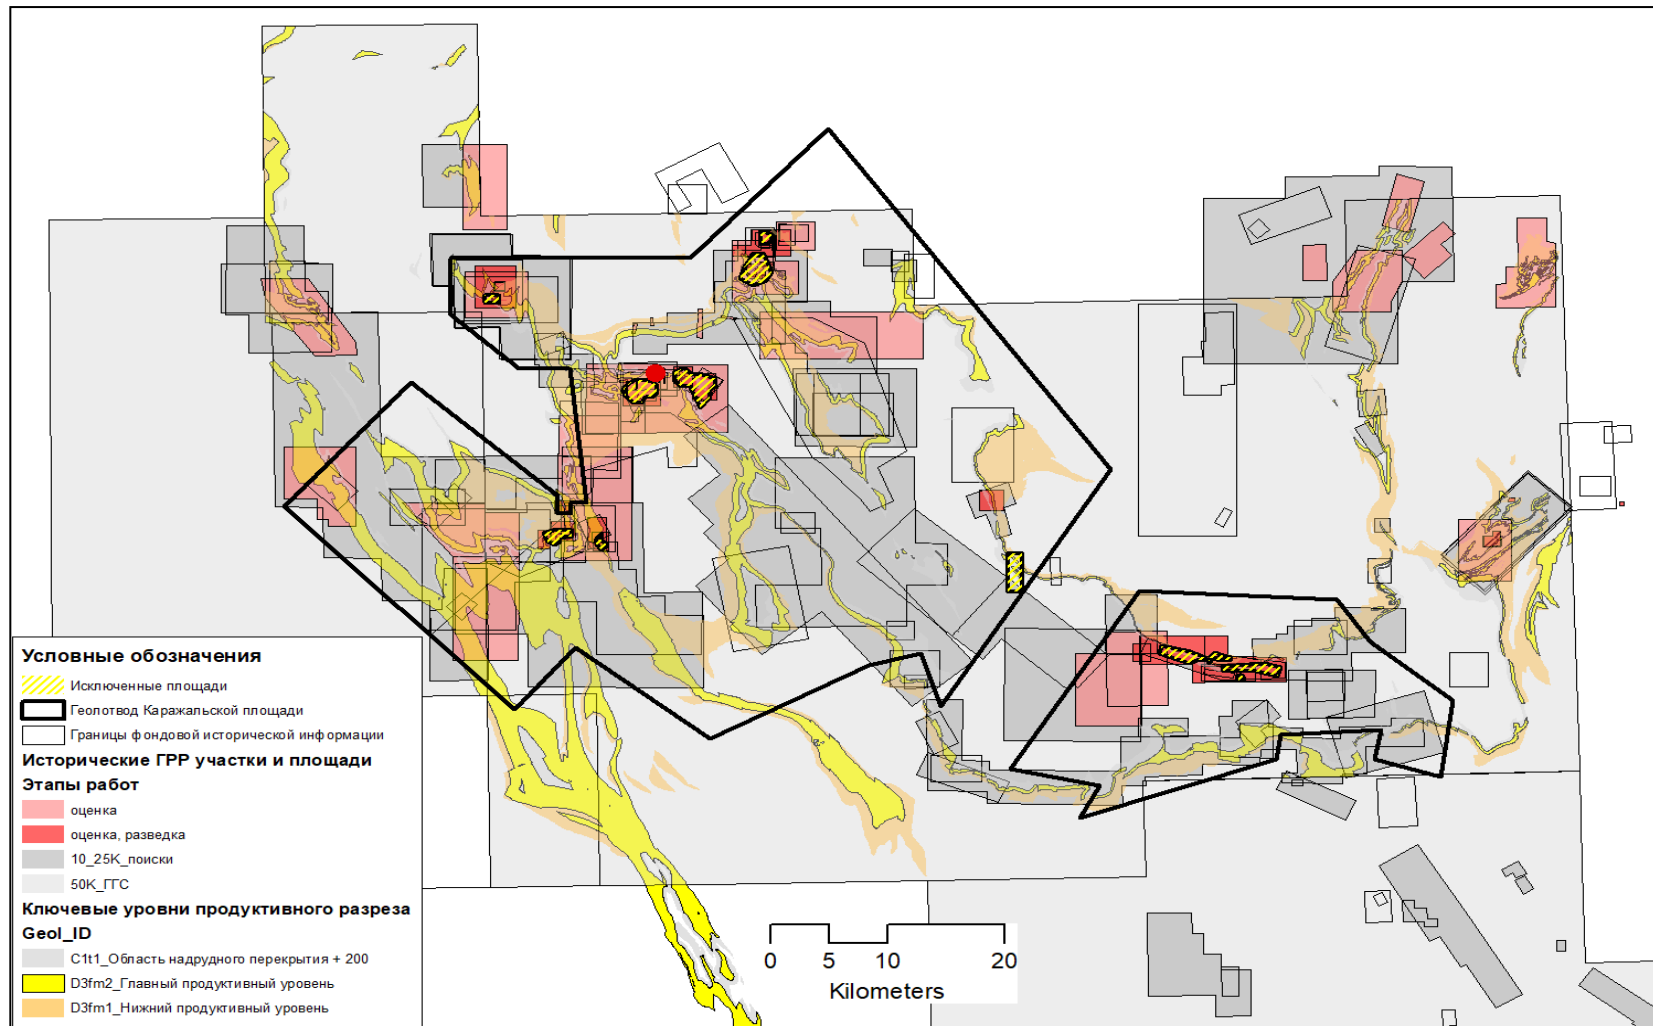 Условные обозначения
Исключенные площади
Геолотвод Каражальской площади
Границы фондовой исторической информации
Исторические ГРР участки и площади
Этапы работ
оценка
оценка, разведка
10_25K_поиски
50K_ГГС
Ключевые уровни продуктивного разреза
Geol_ID
C1t1_Область надрудного перекрытия + 200
D3fm2_Главный продуктивный уровень
D3fm1_Нижний продуктивный уровень
0 5 10 20
Kilometers